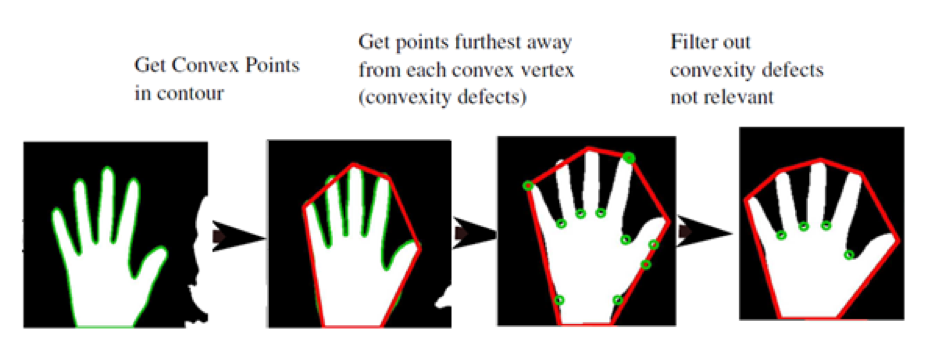 Get Convex Points
in contour
Get points furthest away
from each convex vertex
(convexity defects)
Filter out
convexity defects
not relevant